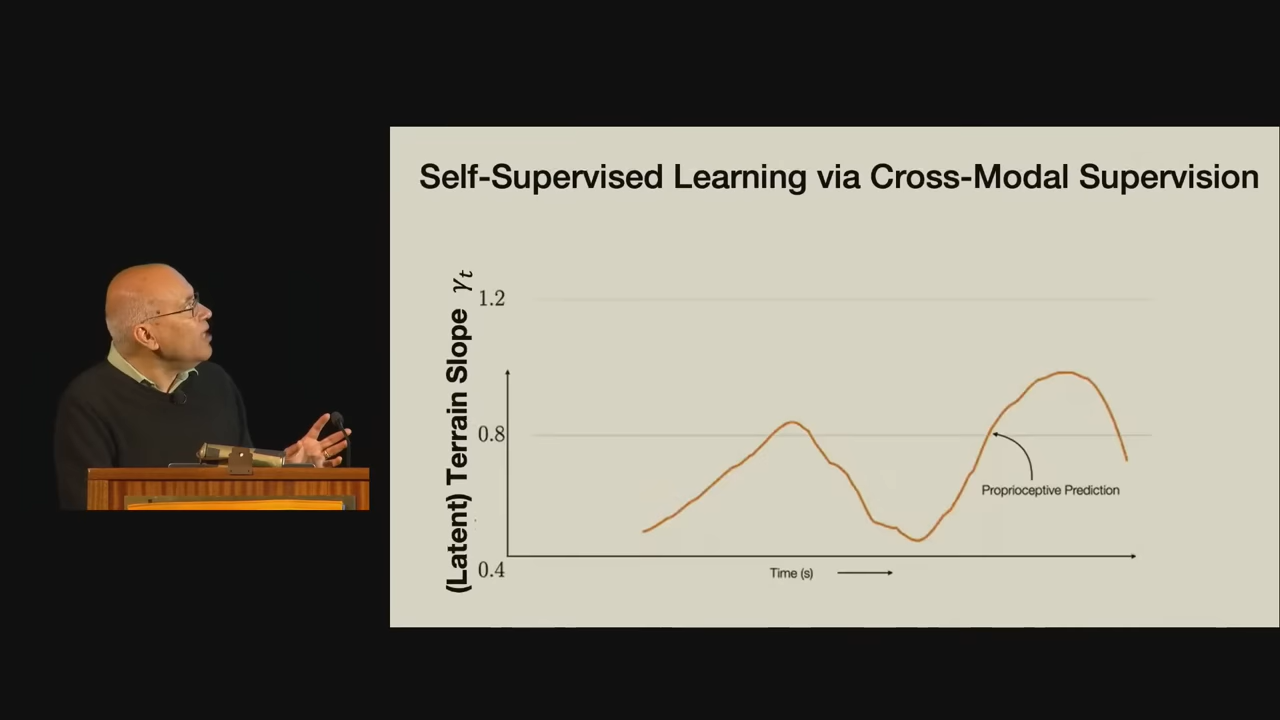 Self-Supervised Learning via Cross-Modal Supervision
(Latent) Terrain Slope γt
1.2
0.8
0.4
Proprioceptive Prediction
Time (s)